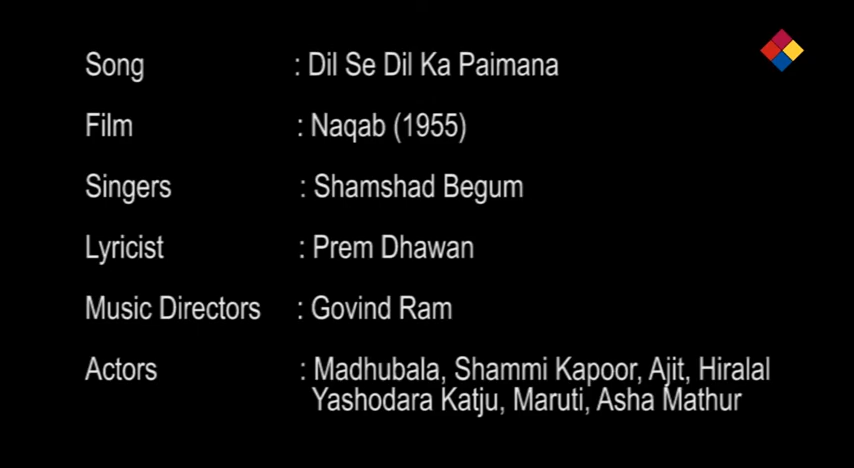 Song : Dil Se Dil Ka Paimana
Film : Naqab (1955)
Singers : Shamshad Begum
Lyricist : Prem Dhawan
Music Directors : Govind Ram
Actors : Madhubala, Shammi Kapoor, Ajit, Hiralal
Yashodara Katju, Maruti, Asha Mathur